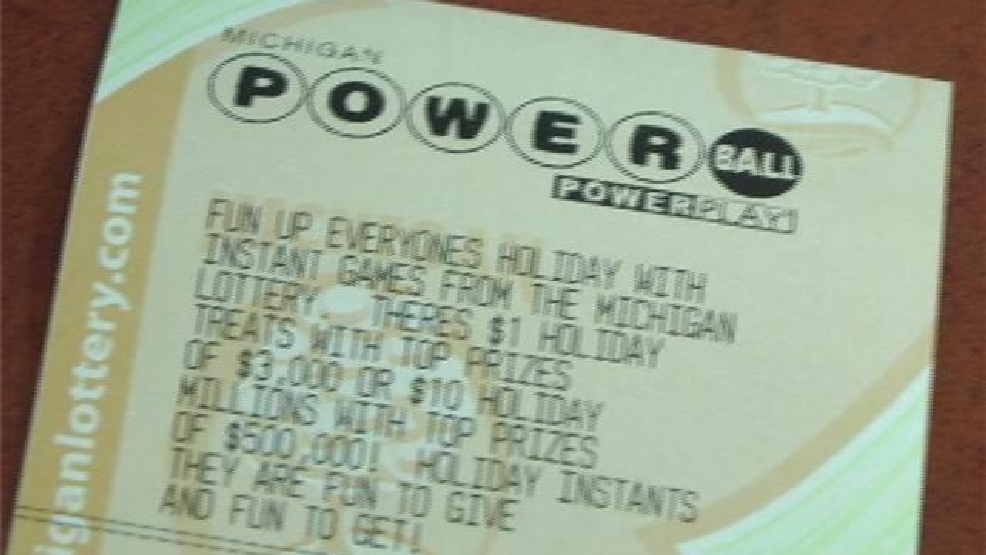 MICHIGAN
POWER BALL
POWERPLAY!
FUN UP EVERYONES HOLIDAY WITH
INSTANT GAMES FROM THE MICHIGAN
LOTTERY. THERES $1 HOLIDAY
TREATS WITH TOP PRIZES
OF $3,000 OR $10 HOLIDAY
MILLIONS WITH TOP PRIZES
OF $500,000! HOLIDAY INSTANTS
THEY ARE FUN TO GIVE
AND FUN TO GET!
iganlottery.com